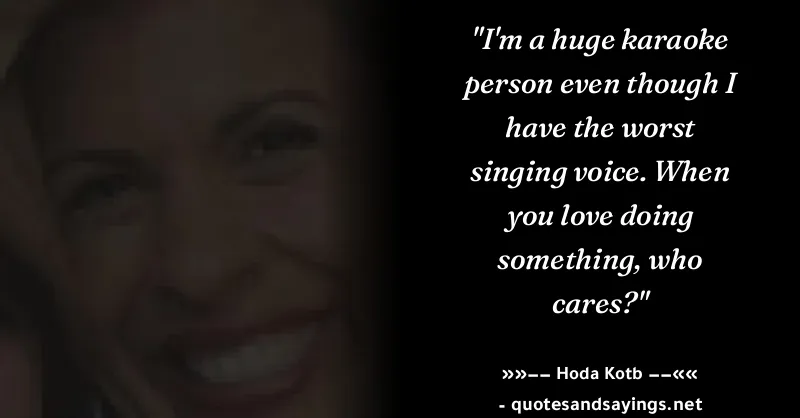 "I'm a huge karaoke
person even though I
have the worst
singing voice. When
you love doing
something, who
cares?"
»»−− Hoda Kotb −−««
- quotesandsayings.net